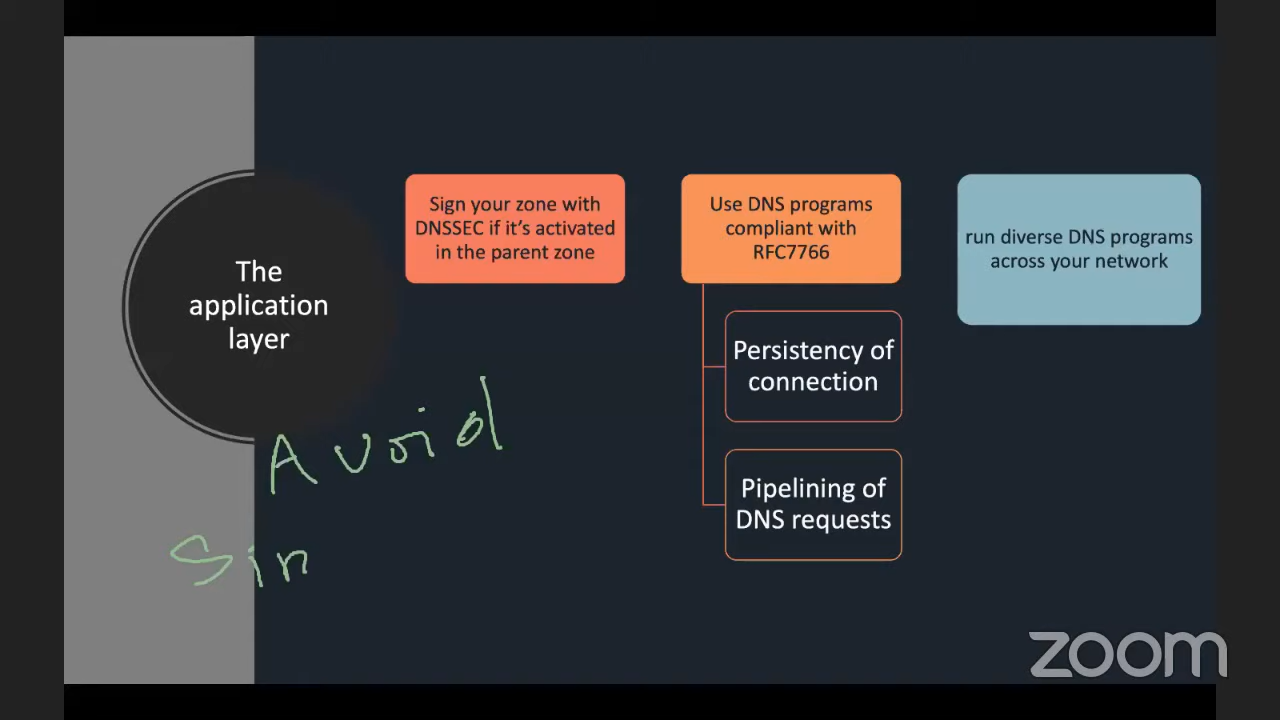 The
application
layer
Sign your zone with
DNSSEC if it's activated
in the parent zone
Use DNS programs
compliant with
RFC7766
Persistency of
connection
Pipelining of
DNS requests
run diverse DNS programs
across your network
Avoid
Sin
zoom